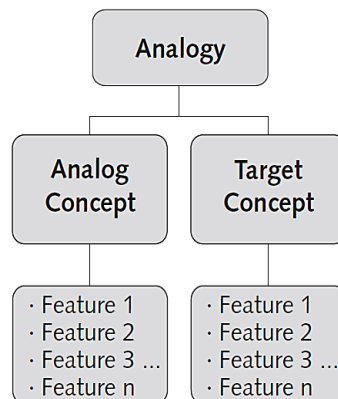 Analogy
Analog
Concept
Target
Concept
· Feature 1
· Feature 2
· Feature 3 ...
· Feature n
· Feature 1
· Feature 2
· Feature 3 ...
· Feature n